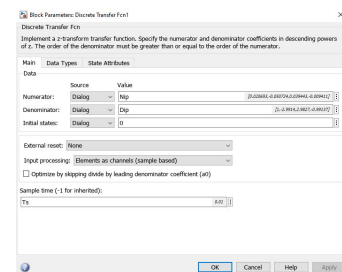 Block Parameters: Discrete Transfer Fcn1
Discrete Transfer Fcn
Implement a z-transform transfer function. Specify the numerator and denominator coefficients in descending powers
of z. The order of the denominator must be greater than or equal to the order of the numerator.
Main Data Types State Attributes
Data
Source Value
Numerator: Dialog Nip
Denominator: Dialog Dip
Initial states: Dialog 0
External reset: None
Input processing: Elements as channels (sample based)
Optimize by skipping divide by leading denominator coefficient (a0)
Sample time (-1 for inherited):
Ts 0.01
OK Cancel Help Apply